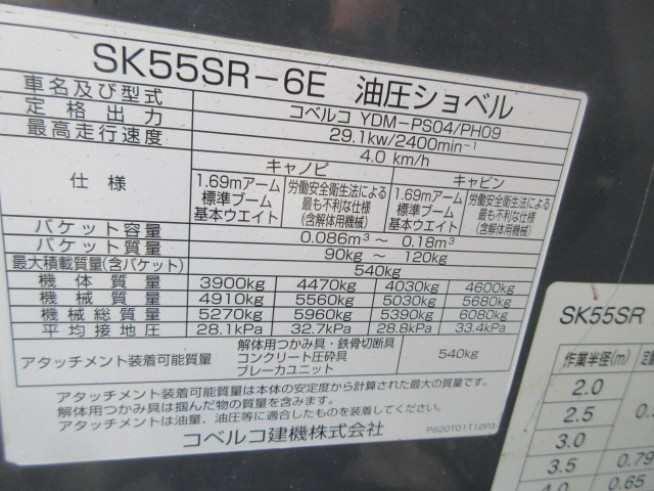 SK55SR-6E 油圧ショベル
車名及び型式 コベルコ YDM-PS04/PH09
定格出力 29.1kw/2400min⁻¹
最高走行速度 4.0 km/h
仕様 キャノピ キャビン
1.69mアーム 労働安全衛生法による 1.69mアーム 労働安全衛生法による
標準ブーム 最も不利な仕様 標準ブーム 最も不利な仕様
基本ウエイト (含解体用機械) 基本ウエイト (含解体用機械)
バケット容量 0.086m³ ~ 0.18m³
バケット質量 90kg ~ 120kg
最大積載質量(含バケット) 540kg
機体質量 3900kg 4470kg 4030kg 4600kg
機械質量 4910kg 5560kg 5030kg 5680kg
機械総質量 5270kg 5960kg 5390kg 6080kg
平均接地圧 28.1kPa 32.7kPa 28.8kPa 33.4kPa
アタッチメント装着可能質量 解体用つかみ具・鉄骨切断具 540kg
コンクリート圧砕具
ブレーカユニット
アタッチメント装着可能質量は本体の安定度から計算された最大の質量です。
解体用つかみ具は掴んだ物の質量を含みます。
アタッチメントは油量、油圧等に適合したものを装着してください。
コベルコ建機株式会社 PS20T01T12P3
SK55SR
作業半径(m)
2.0
2.5
3.0
3.5 0.79
4.0 0.65